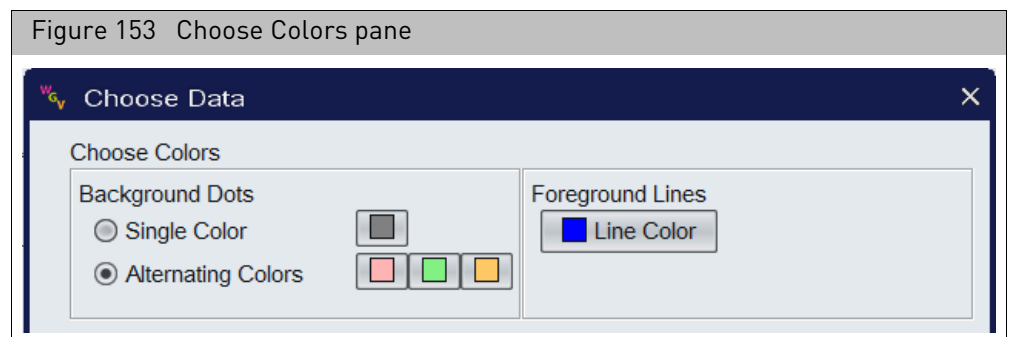 Figure 153 Choose Colors pane
WGV Choose Data
Choose Colors
Background Dots
Single Color
Alternating Colors
Foreground Lines
Line Color